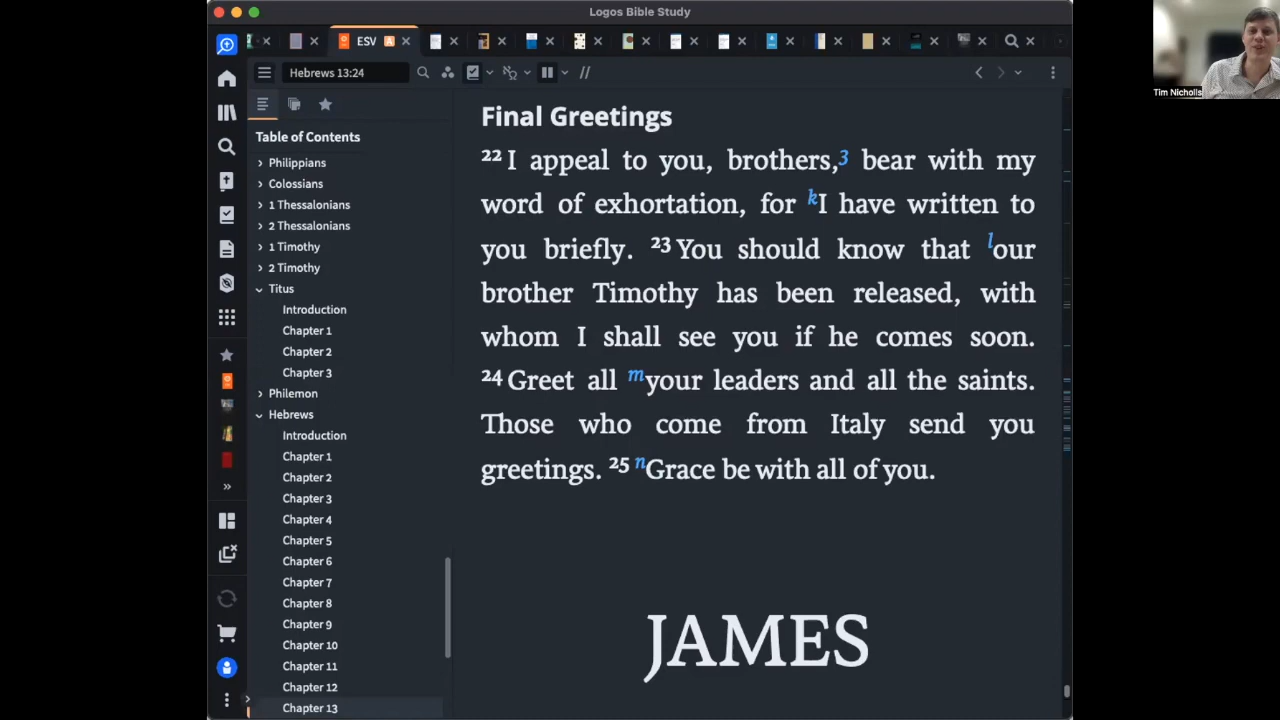 Logos Bible Study
ESV A
Hebrews 13:24
Table of Contents
Philippians
Colossians
1 Thessalonians
2 Thessalonians
1 Timothy
2 Timothy
Titus
Introduction
Chapter 1
Chapter 2
Chapter 3
Philemon
Hebrews
Introduction
Chapter 1
Chapter 2
Chapter 3
Chapter 4
Chapter 5
Chapter 6
Chapter 7
Chapter 8
Chapter 9
Chapter 10
Chapter 11
Chapter 12
Chapter 13
Final Greetings
22 I appeal to you, brothers,3 bear with my
word of exhortation, for kI have written to
you briefly. 23 You should know that lour
brother Timothy has been released, with
whom I shall see you if he comes soon.
24 Greet all myour leaders and all the saints.
Those who come from Italy send you
greetings. 25 nGrace be with all of you.
JAMES
Tim Nicholls